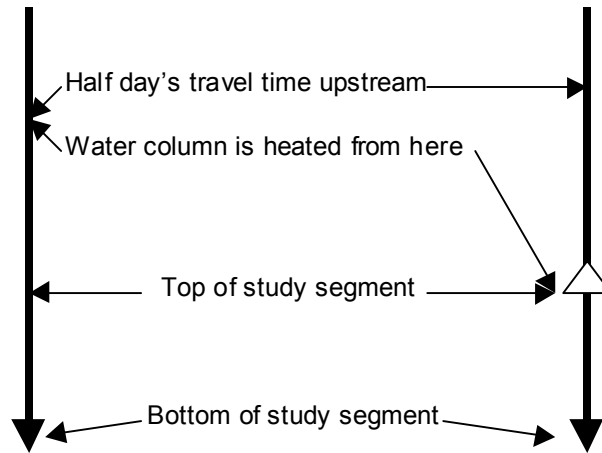 Half day’s travel time upstream
Water column is heated from here
Top of study segment
Bottom of study segment